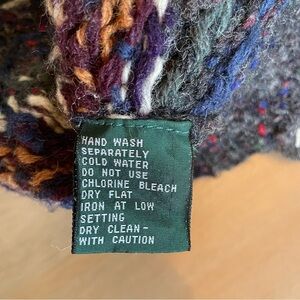 HAND WASH
SEPARATELY
COLD WATER
DO NOT USE
CHLORINE BLEACH
DRY FLAT
IRON AT LOW
SETTING
DRY CLEAN -
WITH CAUTION